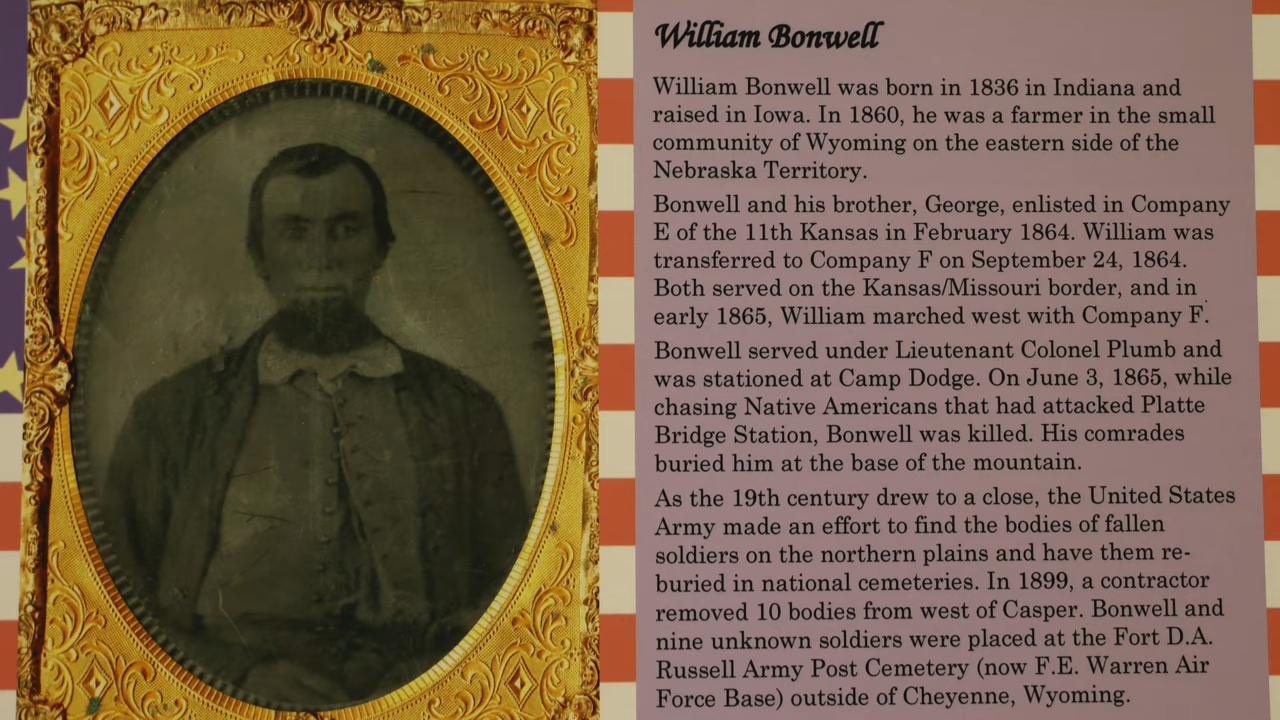 William Bonwell
William Bonwell was born in 1836 in Indiana and
raised in Iowa. In 1860, he was a farmer in the small
community of Wyoming on the eastern side of the
Nebraska Territory.
Bonwell and his brother, George, enlisted in Company
E of the 11th Kansas in February 1864. William was
transferred to Company F on September 24, 1864.
Both served on the Kansas/Missouri border, and in
early 1865, William marched west with Company F.
Bonwell served under Lieutenant Colonel Plumb and
was stationed at Camp Dodge. On June 3, 1865, while
chasing Native Americans that had attacked Platte
Bridge Station, Bonwell was killed. His comrades
buried him at the base of the mountain.
As the 19th century drew to a close, the United States
Army made an effort to find the bodies of fallen
soldiers on the northern plains and have them re-
buried in national cemeteries. In 1899, a contractor
removed 10 bodies from west of Casper. Bonwell and
nine unknown soldiers were placed at the Fort D.A.
Russell Army Post Cemetery (now F.E. Warren Air
Force Base) outside of Cheyenne, Wyoming.